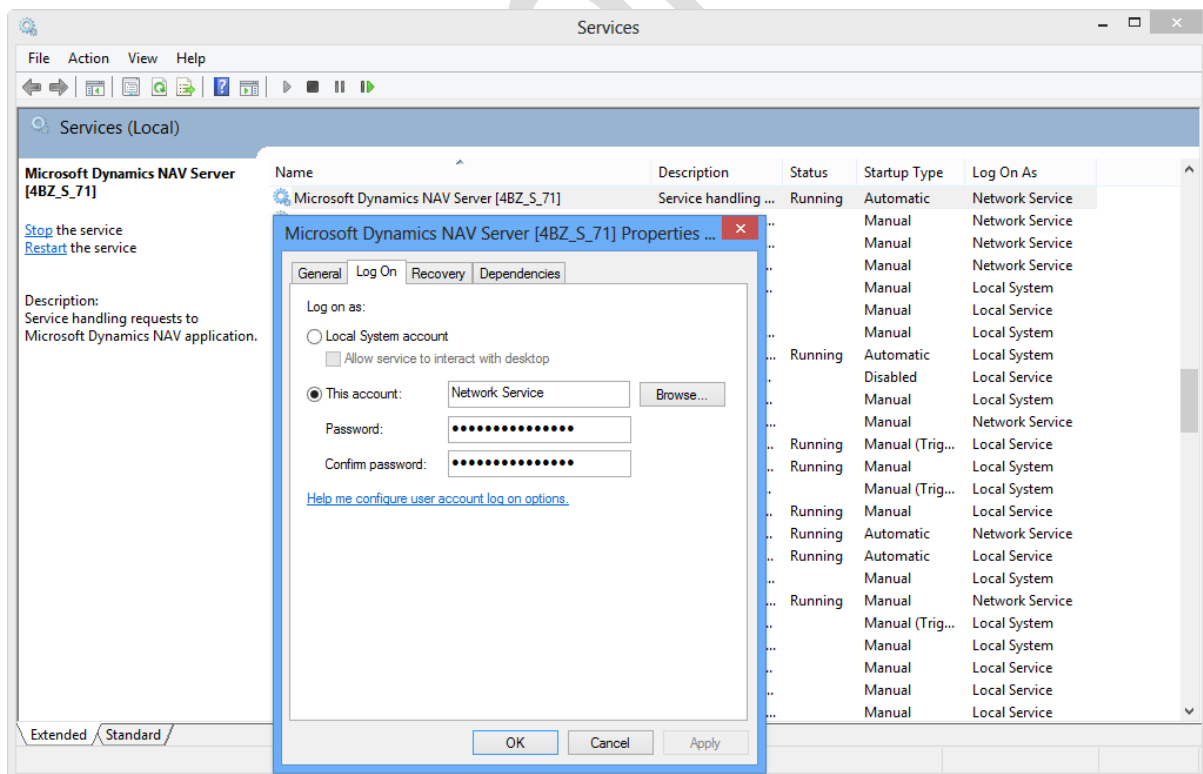 Services
File Action View Help
Services (Local)
Microsoft Dynamics NAV Server
[4BZ_S_71]
Stop the service
Restart the service
Description:
Service handling requests to
Microsoft Dynamics NAV application.
Name Description Status Startup Type Log On As
Microsoft Dynamics NAV Server [4BZ_S_71] Service handling ... Running Automatic Network Service
Manual Network Service
Manual Network Service
Manual Network Service
Manual Local System
Manual Local Service
Manual Local System
Running Automatic Local System
Disabled Local Service
Manual Local System
Manual Network Service
Running Manual (Trig... Local Service
Running Manual Local System
Manual (Trig... Local System
Running Manual Local Service
Running Automatic Network Service
Running Automatic Local Service
Manual Local System
Running Manual Network Service
Manual (Trig... Local System
Manual Local System
Manual Local Service
Manual Local Service
Manual Local Service
Microsoft Dynamics NAV Server [4BZ_S_71] Properties ...
General Log On Recovery Dependencies
Log on as:
Local System account
Allow service to interact with desktop
This account: Network Service Browse...
Password: •••••••••••••••
Confirm password: •••••••••••••••
Help me configure user account log on options.
OK Cancel Apply
Extended Standard